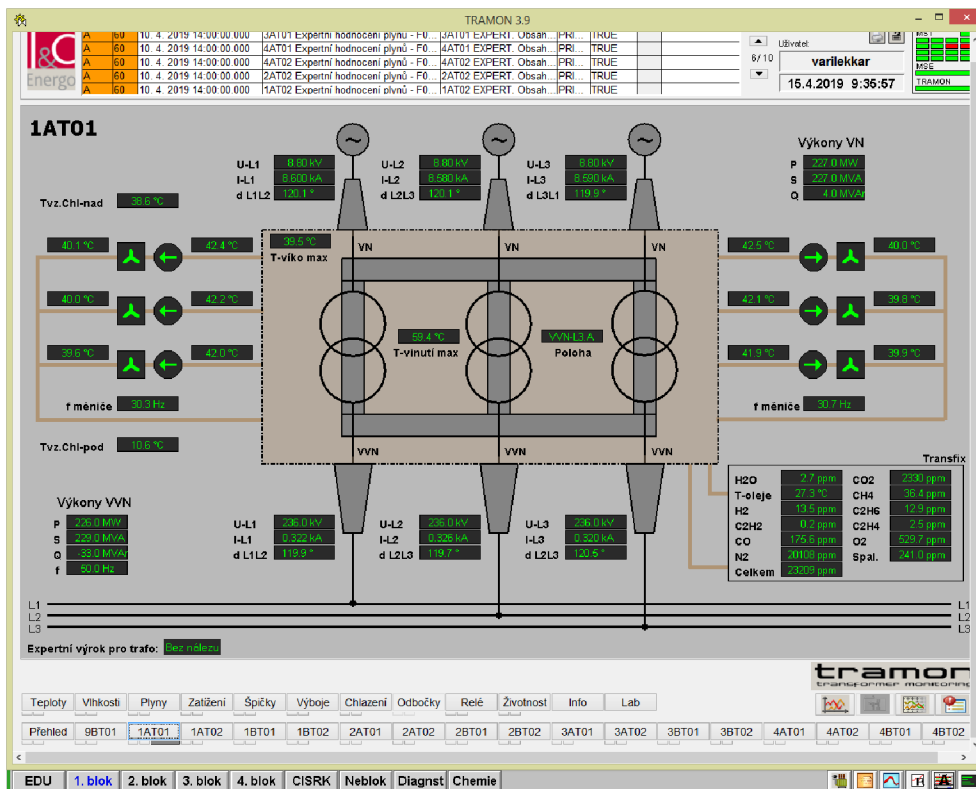 TRAMON 3.9
I&C
Energo
A 60 10. 4. 2019 14:00:00.000 3AT01 Expertní hodnocení plynů - F0... 3AT01 EXPERT. Obsah... PRI... TRUE
A 60 10. 4. 2019 14:00:00.000 4AT01 Expertní hodnocení plynů - F0... 4AT01 EXPERT. Obsah... PRI... TRUE
A 60 10. 4. 2019 14:00:00.000 4AT02 Expertní hodnocení plynů - F0... 4AT02 EXPERT. Obsah... PRI... TRUE
A 60 10. 4. 2019 14:00:00.000 2AT02 Expertní hodnocení plynů - F0... 2AT02 EXPERT. Obsah... PRI... TRUE
A 60 10. 4. 2019 14:00:00.000 1AT02 Expertní hodnocení plynů - F0... 1AT02 EXPERT. Obsah... PRI... TRUE
6/10
Uživatel:
varilekkar
15.4.2019 9:35:57
MST
MSE
TRAMON
1AT01
U-L1 8.80 kV U-L2 8.80 kV U-L3 8.80 kV
I-L1 8.600 kA I-L2 8.580 kA I-L3 8.590 kA
d L1L2 120.1 ° d L2L3 120.1 ° d L3L1 119.9 °
Výkony VN
P 227.0 MW
S 227.0 MVA
Q 4.0 MVAr
Tvz.Chl-nad 38.6 °C
40.1 °C 42.4 °C 39.5 °C VN VN VN 42.5 °C 40.0 °C
T-víko max
40.0 °C 42.2 °C 42.1 °C 39.8 °C
59.4 °C VVN-L3.A
T-vinutí max Poloha
39.6 °C 42.0 °C 41.9 °C 39.9 °C
f měniče 30.3 Hz f měniče 30.7 Hz
Tvz.Chl-pod 10.6 °C
VVN VVN VVN
Transfix
H2O 2.7 ppm CO2 2330 ppm
T-oleje 27.3 °C CH4 36.4 ppm
H2 13.5 ppm C2H6 12.9 ppm
C2H2 0.2 ppm C2H4 2.5 ppm
CO 175.6 ppm O2 529.7 ppm
N2 20108 ppm Spal. 241.0 ppm
Celkem 23209 ppm
Výkony VVN
P 226.0 MW
S 229.0 MVA
Q -33.0 MVAr
f 50.0 Hz
U-L1 236.0 kV U-L2 236.0 kV U-L3 236.0 kV
I-L1 0.322 kA I-L2 0.326 kA I-L3 0.320 kA
d L1L2 119.9 ° d L2L3 119.7 ° d L2L3 120.5 °
L1 L1
L2 L2
L3 L3
Expertní výrok pro trafo: Bez nálezu
tramon
transformer monitoring
Teploty Vlhkosti Plyny Zatížení Špičky Výboje Chlazení Odbočky Relé Životnost Info Lab
Přehled 9BT01 1AT01 1AT02 1BT01 1BT02 2AT01 2AT02 2BT01 2BT02 3AT01 3AT02 3BT01 3BT02 4AT01 4AT02 4BT01 4BT02
EDU 1. blok 2. blok 3. blok 4. blok CISRK Neblok Diagnst Chemie